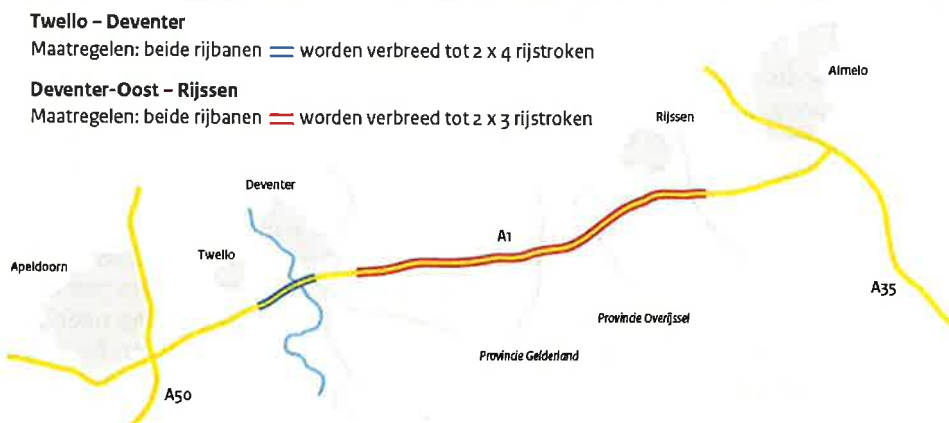 Twello – Deventer
Maatregelen: beide rijbanen worden verbreed tot 2 x 4 rijstroken
Deventer-Oost – Rijssen
Maatregelen: beide rijbanen worden verbreed tot 2 x 3 rijstroken
Almelo
Rijssen
Deventer
A1
Twello
Apeldoorn
A35
Provincie Overijssel
Provincie Gelderland
A50